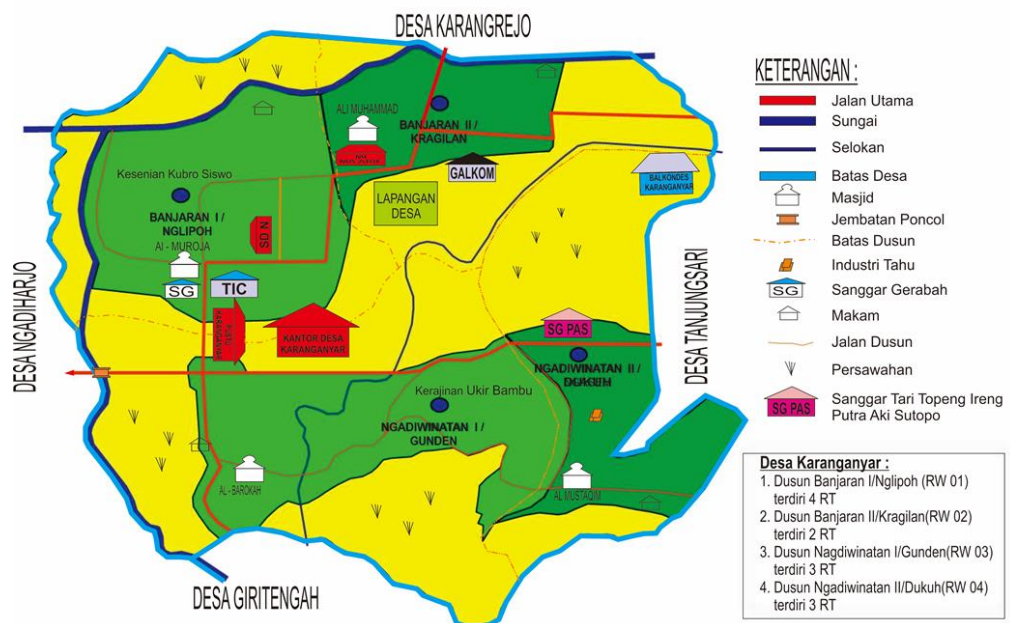 DESA KARANGREJO
ALI MUHAMMAD
BANJARAN II /
KRAGILAN
GALKOM
BALKONDES
KARANGANYAR
Kesenian Kubro Siswo
LAPANGAN
DESA
BANJARAN I /
NGLIPOH
SD N
Al - MUROJA
SG
TIC
PUSTU
KARANGANYAR
KANTOR DESA
KARANGANYAR
SG PAS
DESA NGADIHARJO
DESA TANJUNGSARI
NGADIWINATAN II /
Kerajinan Ukir Bambu
NGADIWINATAN I /
GUNDEN
AL - BAROKAH
AL MUSTAQIM
DESA GIRITENGAH
KETERANGAN :
Jalan Utama
Sungai
Selokan
Batas Desa
Masjid
Jembatan Poncol
Batas Dusun
Industri Tahu
SG
Sanggar Gerabah
Makam
Jalan Dusun
Persawahan
SG PAS
Sanggar Tari Topeng Ireng
Putra Aki Sutopo
Desa Karanganyar :
1. Dusun Banjaran I/Nglipoh (RW 01)
terdiri 4 RT
2. Dusun Banjaran II/Kragilan(RW 02)
terdiri 2 RT
3. Dusun Nagdiwinatan I/Gunden(RW 03)
terdiri 3 RT
4. Dusun Ngadiwinatan II/Dukuh(RW 04)
terdiri 3 RT